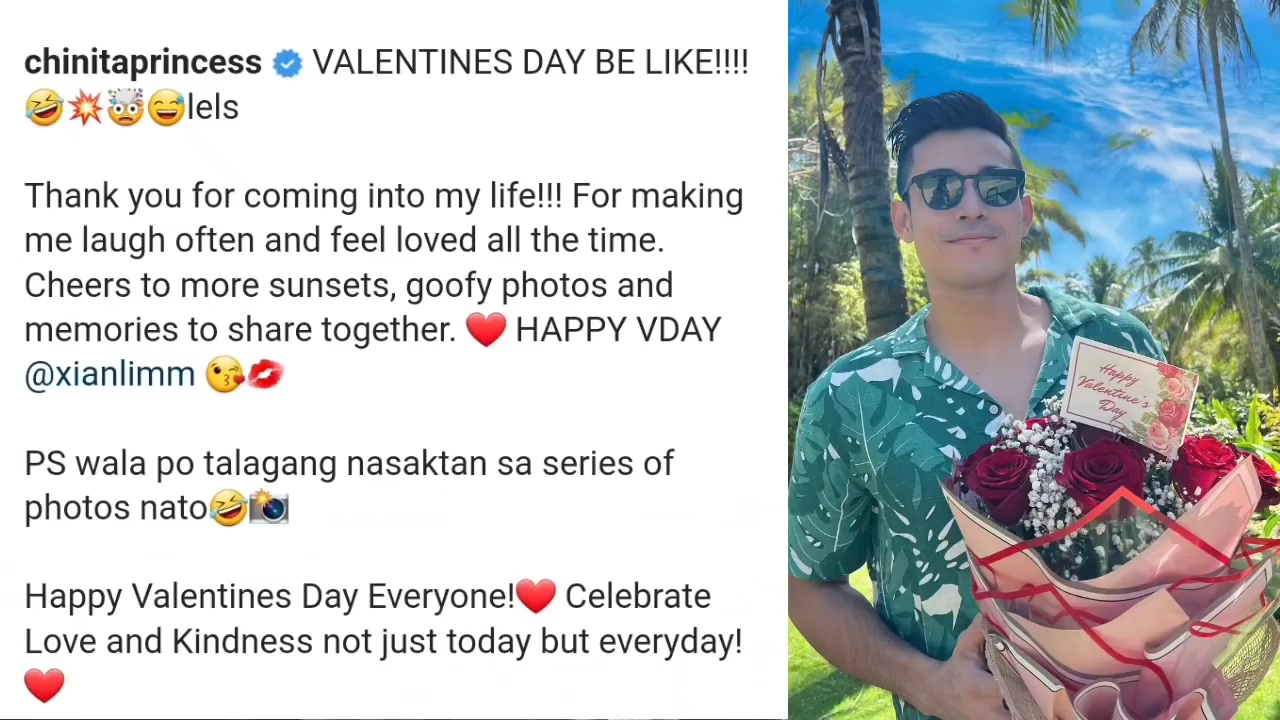 chinitaprincess VALENTINES DAY BE LIKE!!!!
🤣💥🤯😅lels
Thank you for coming into my life!!! For making
me laugh often and feel loved all the time.
Cheers to more sunsets, goofy photos and
memories to share together. ❤️ HAPPY VDAY
@xianlimm 😘💋
PS wala po talagang nasaktan sa series of
photos nato🤣📸
Happy Valentines Day Everyone!❤️ Celebrate
Love and Kindness not just today but everyday!
❤️
Happy
Valentine's
Day